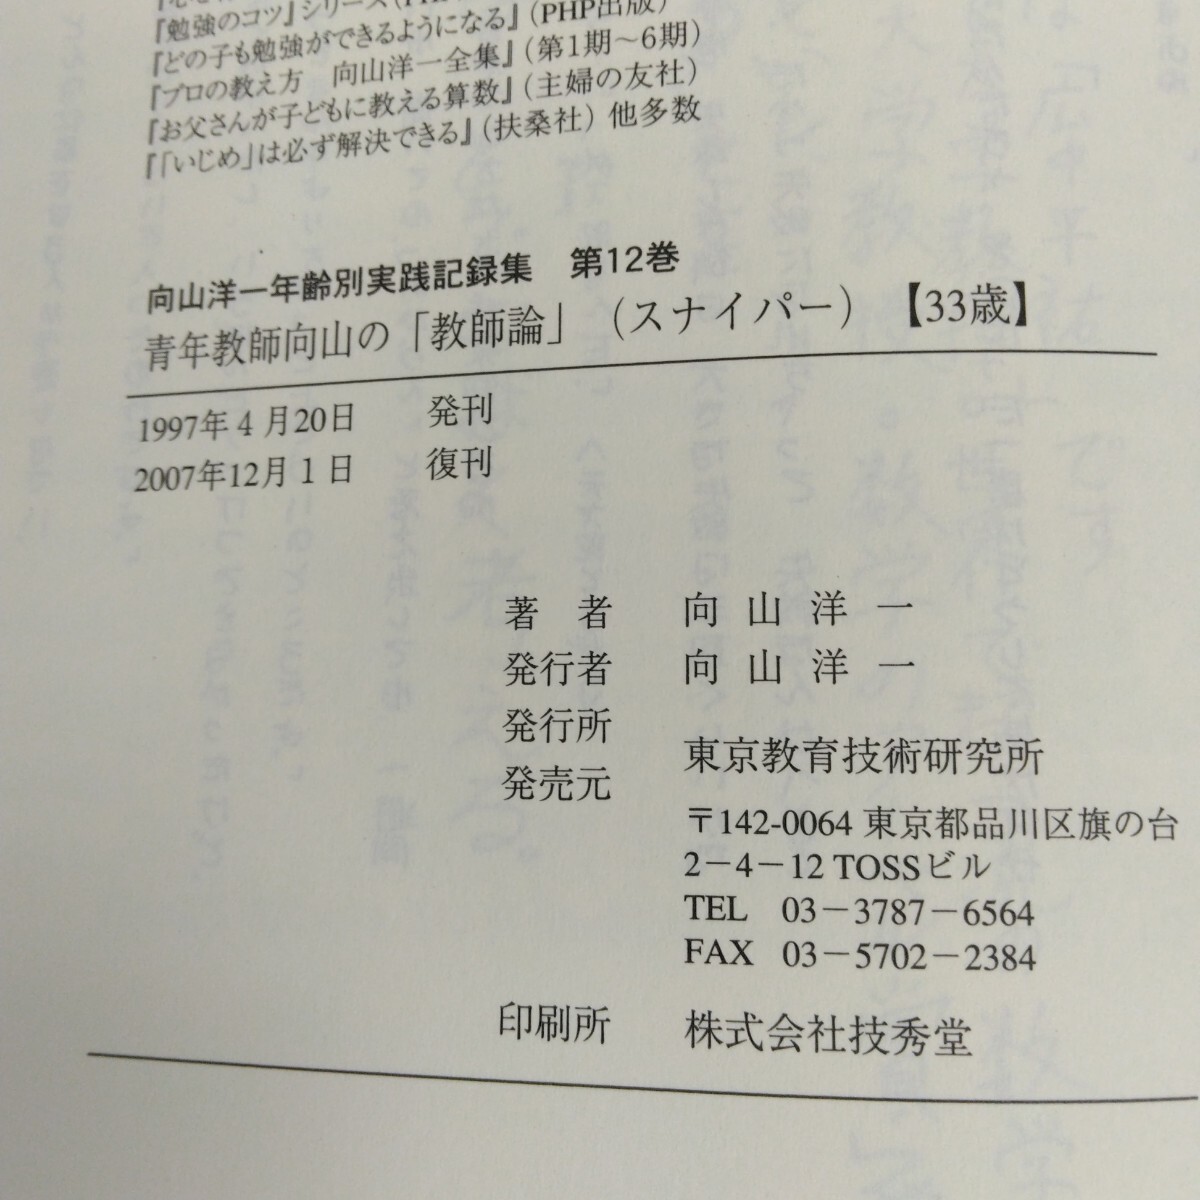 『勉強のコツ』シリーズ(PH
『どの子も勉強ができるようになる』(PHP出版)
『プロの教え方 向山洋一全集』(第1期〜6期)
『お父さんが子どもに教える算数』(主婦の友社)
『「いじめ」は必ず解決できる』(扶桑社) 他多数
向山洋一年齢別実践記録集 第12巻
青年教師向山の「教師論」(スナイパー)【33歳】
1997年4月20日 発刊
2007年12月1日 復刊
著 者 向 山 洋 一
発行者 向 山 洋 一
発行所
発売元 東京教育技術研究所
〒142-0064 東京都品川区旗の台
2－4－12 TOSSビル
TEL 03－3787－6564
FAX 03－5702－2384
印刷所 株式会社技秀堂